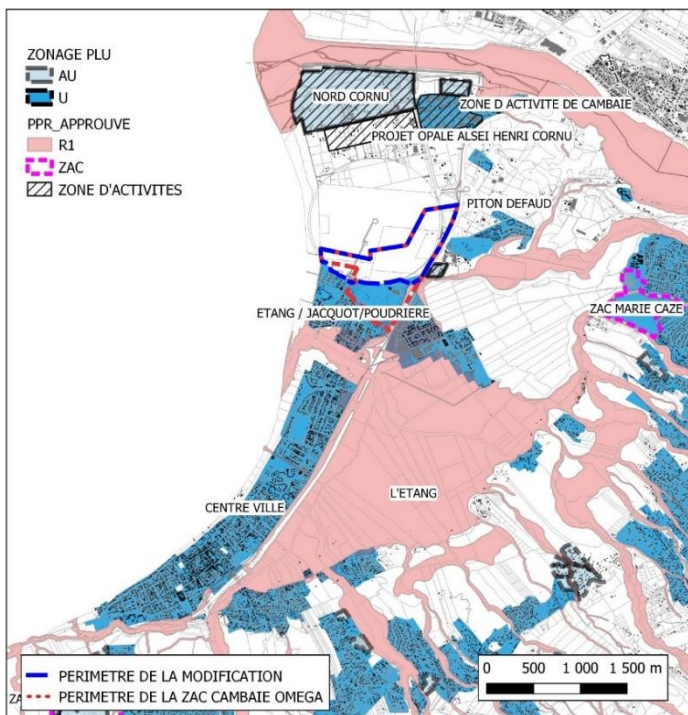 ZONAGE PLU
AU
U
PPR_APPROUVE
R1
ZAC
ZONE D'ACTIVITES
NORD CORNU
ZONE D ACTIVITE DE CAMBAIE
PROJET OPALE ALSEI HENRI CORNU
PITON DEFAUD
ZAC MARIE CAZE
ETANG / JACQUOT/POUDRIERE
L'ETANG
CENTRE VILLE
PERIMETRE DE LA MODIFICATION
PERIMETRE DE LA ZAC CAMBAIE OMEGA
0 500 1 000 1 500 m